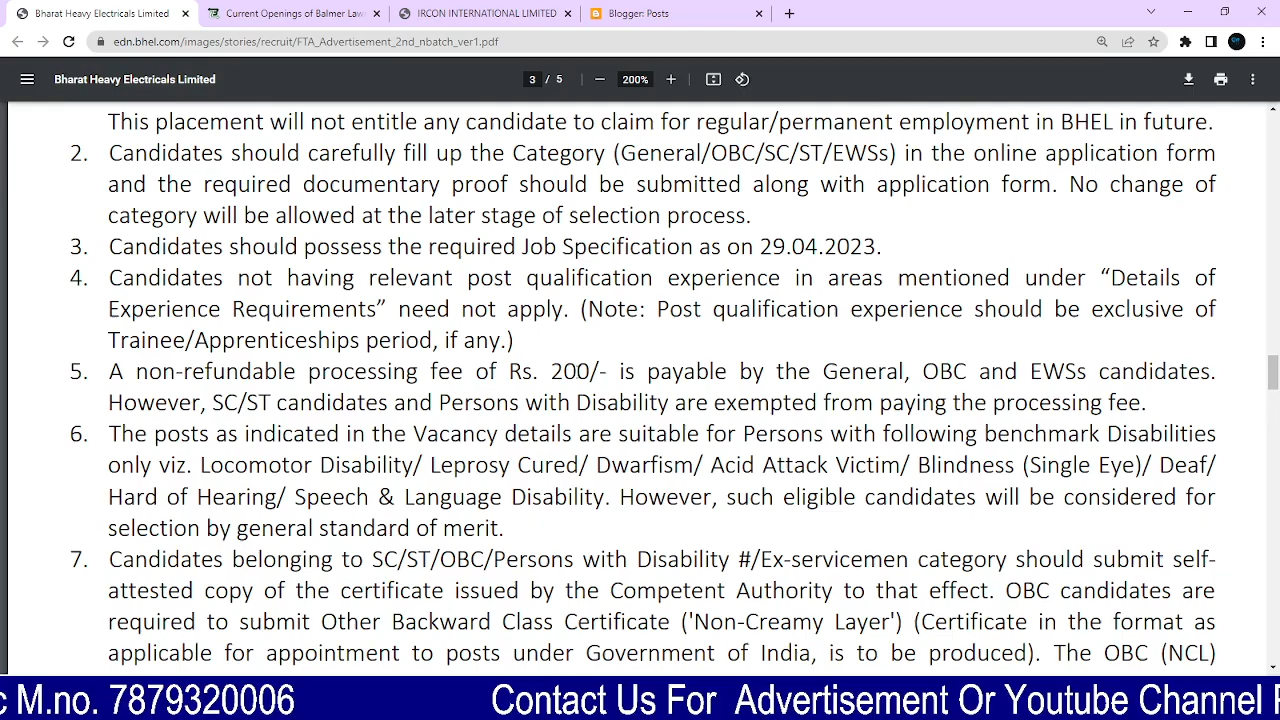 Bharat Heavy Electricals Limited
Current Openings of Balmer Law
IRCON INTERNATIONAL LIMITED
Blogger: Posts
edn.bhel.com/images/stories/recruit/FTA_Advertisement_2nd_nbatch_ver1.pdf
Bharat Heavy Electricals Limited
3 / 5
200%
This placement will not entitle any candidate to claim for regular/permanent employment in BHEL in future.
2. Candidates should carefully fill up the Category (General/OBC/SC/ST/EWSs) in the online application form
and the required documentary proof should be submitted along with application form. No change of
category will be allowed at the later stage of selection process.
3. Candidates should possess the required Job Specification as on 29.04.2023.
4. Candidates not having relevant post qualification experience in areas mentioned under “Details of
Experience Requirements” need not apply. (Note: Post qualification experience should be exclusive of
Trainee/Apprenticeships period, if any.)
5. A non-refundable processing fee of Rs. 200/- is payable by the General, OBC and EWSs candidates.
However, SC/ST candidates and Persons with Disability are exempted from paying the processing fee.
6. The posts as indicated in the Vacancy details are suitable for Persons with following benchmark Disabilities
only viz. Locomotor Disability/ Leprosy Cured/ Dwarfism/ Acid Attack Victim/ Blindness (Single Eye)/ Deaf/
Hard of Hearing/ Speech & Language Disability. However, such eligible candidates will be considered for
selection by general standard of merit.
7. Candidates belonging to SC/ST/OBC/Persons with Disability #/Ex-servicemen category should submit self-
attested copy of the certificate issued by the Competent Authority to that effect. OBC candidates are
required to submit Other Backward Class Certificate ('Non-Creamy Layer') (Certificate in the format as
applicable for appointment to posts under Government of India, is to be produced). The OBC (NCL)
c M.no. 7879320006 Contact Us For Advertisement Or Youtube Channel